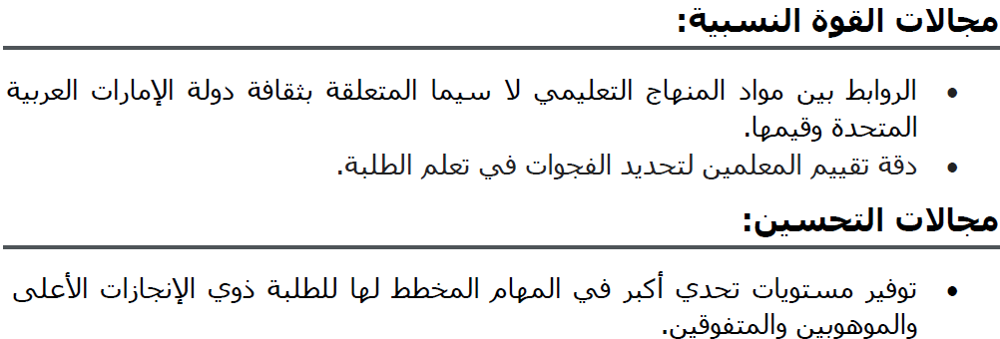 مجالات القوة النسبية:
• الروابط بين مواد المنهاج التعليمي لا سيما المتعلقة بثقافة دولة الإمارات العربية
المتحدة وقيمها.
• دقة تقييم المعلمين لتحديد الفجوات في تعلم الطلبة.
مجالات التحسين:
• توفير مستويات تحدي أكبر في المهام المخطط لها للطلبة ذوي الإنجازات الأعلى
والموهوبين والمتفوقين.